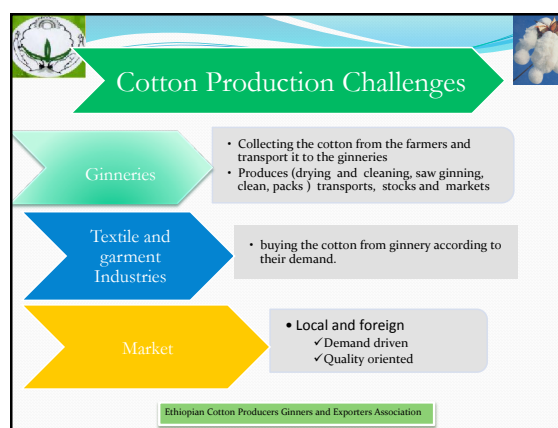 Cotton Production Challenges
Ginneries
• Collecting the cotton from the farmers and
transport it to the ginneries
• Produces (drying and cleaning, saw ginning,
clean, packs ) transports, stocks and markets
Textile and
garment
Industries
• buying the cotton from ginnery according to
their demand.
Market
• Local and foreign
✓Demand driven
✓Quality oriented
Ethiopian Cotton Producers Ginners and Exporters Association